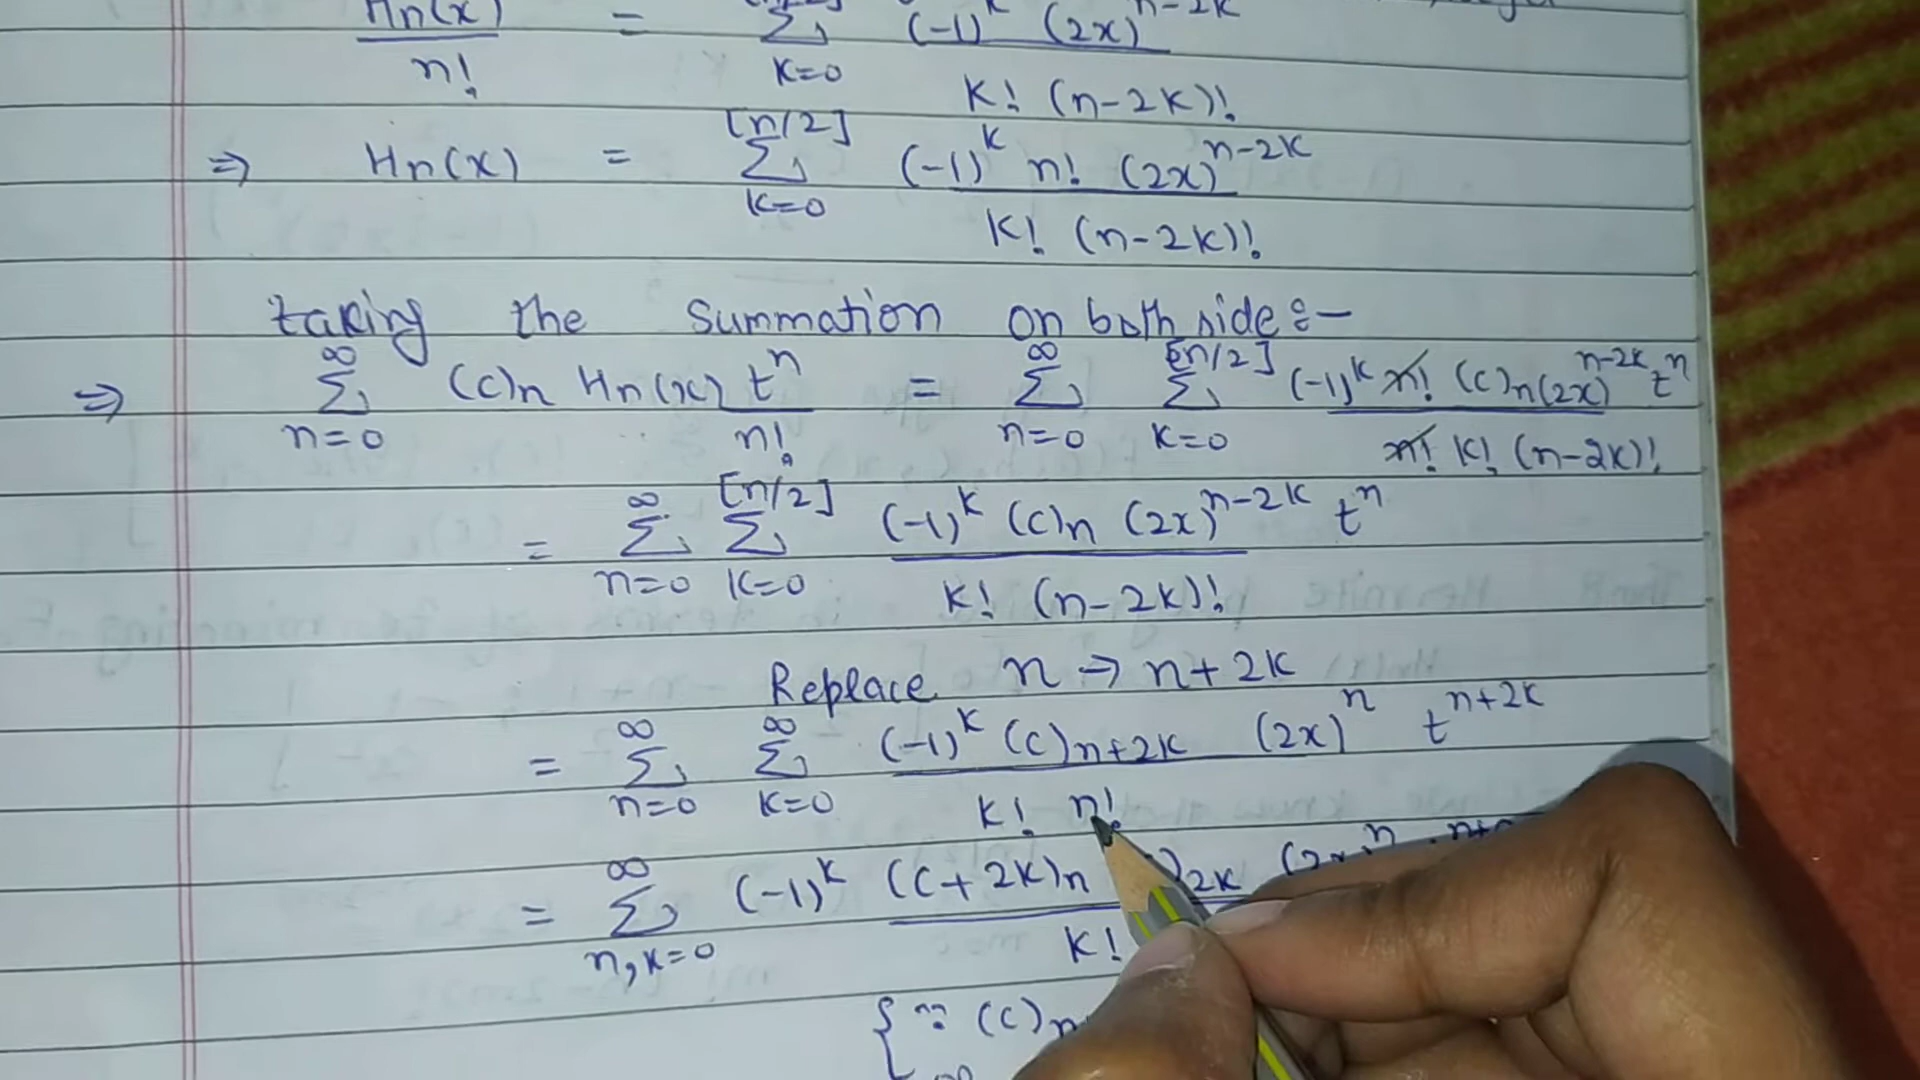 Hn(x)/n! = Σ k=0 (-1)^k (2x)^n-2k / k! (n-2k)!
⇒ Hn(x) = Σ k=0 [n/2] (-1)^k n! (2x)^n-2k / k! (n-2k)!
taking the summation on both side :-
⇒ Σ n=0 ∞ (c)n Hn(x) t^n / n! = Σ n=0 ∞ Σ k=0 [n/2] (-1)^k n! (c)n (2x)^n-2k t^n / n! k! (n-2k)!
= Σ n=0 ∞ Σ k=0 [n/2] (-1)^k (c)n (2x)^n-2k t^n / k! (n-2k)!
Replace n → n+2k
= Σ n=0 ∞ Σ k=0 ∞ (-1)^k (c)n+2k (2x)^n t^n+2k / k! n!
= Σ n,k=0 ∞ (-1)^k (c+2k)n 2k (2x)^n / k!
{ ∵ (c)n